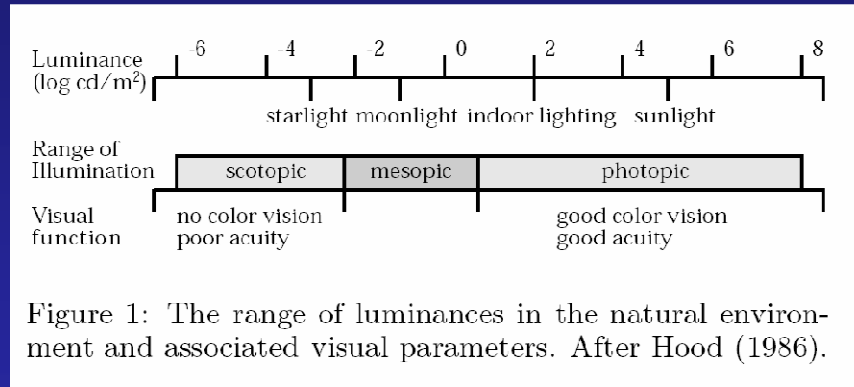 -6 -4 -2 0 2 4 6 8
Luminance
(log cd/m²)
starlight moonlight indoor lighting sunlight
Range of
Illumination scotopic mesopic photopic
Visual no color vision good color vision
function poor acuity good acuity
Figure 1: The range of luminances in the natural environ-
ment and associated visual parameters. After Hood (1986).